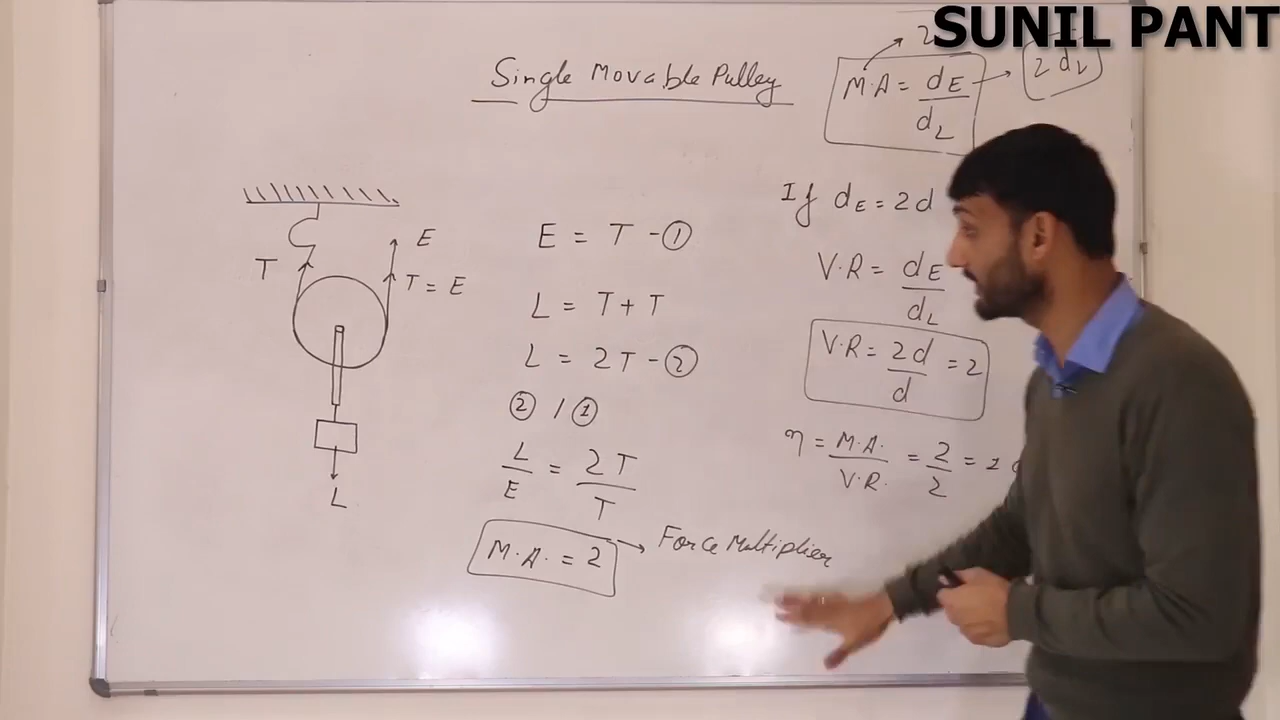 SUNIL PANT
Single Movable Pulley
2
M.A = dE/dL
2dL
E
T
T = E
L
E = T - ①
L = T + T
L = 2T - ②
② / ①
L/E = 2T/T
M.A. = 2
Force Multiplier
If dE = 2d
V.R = dE/dL
V.R = 2d/d = 2
η = M.A./V.R. = 2/2 = 1